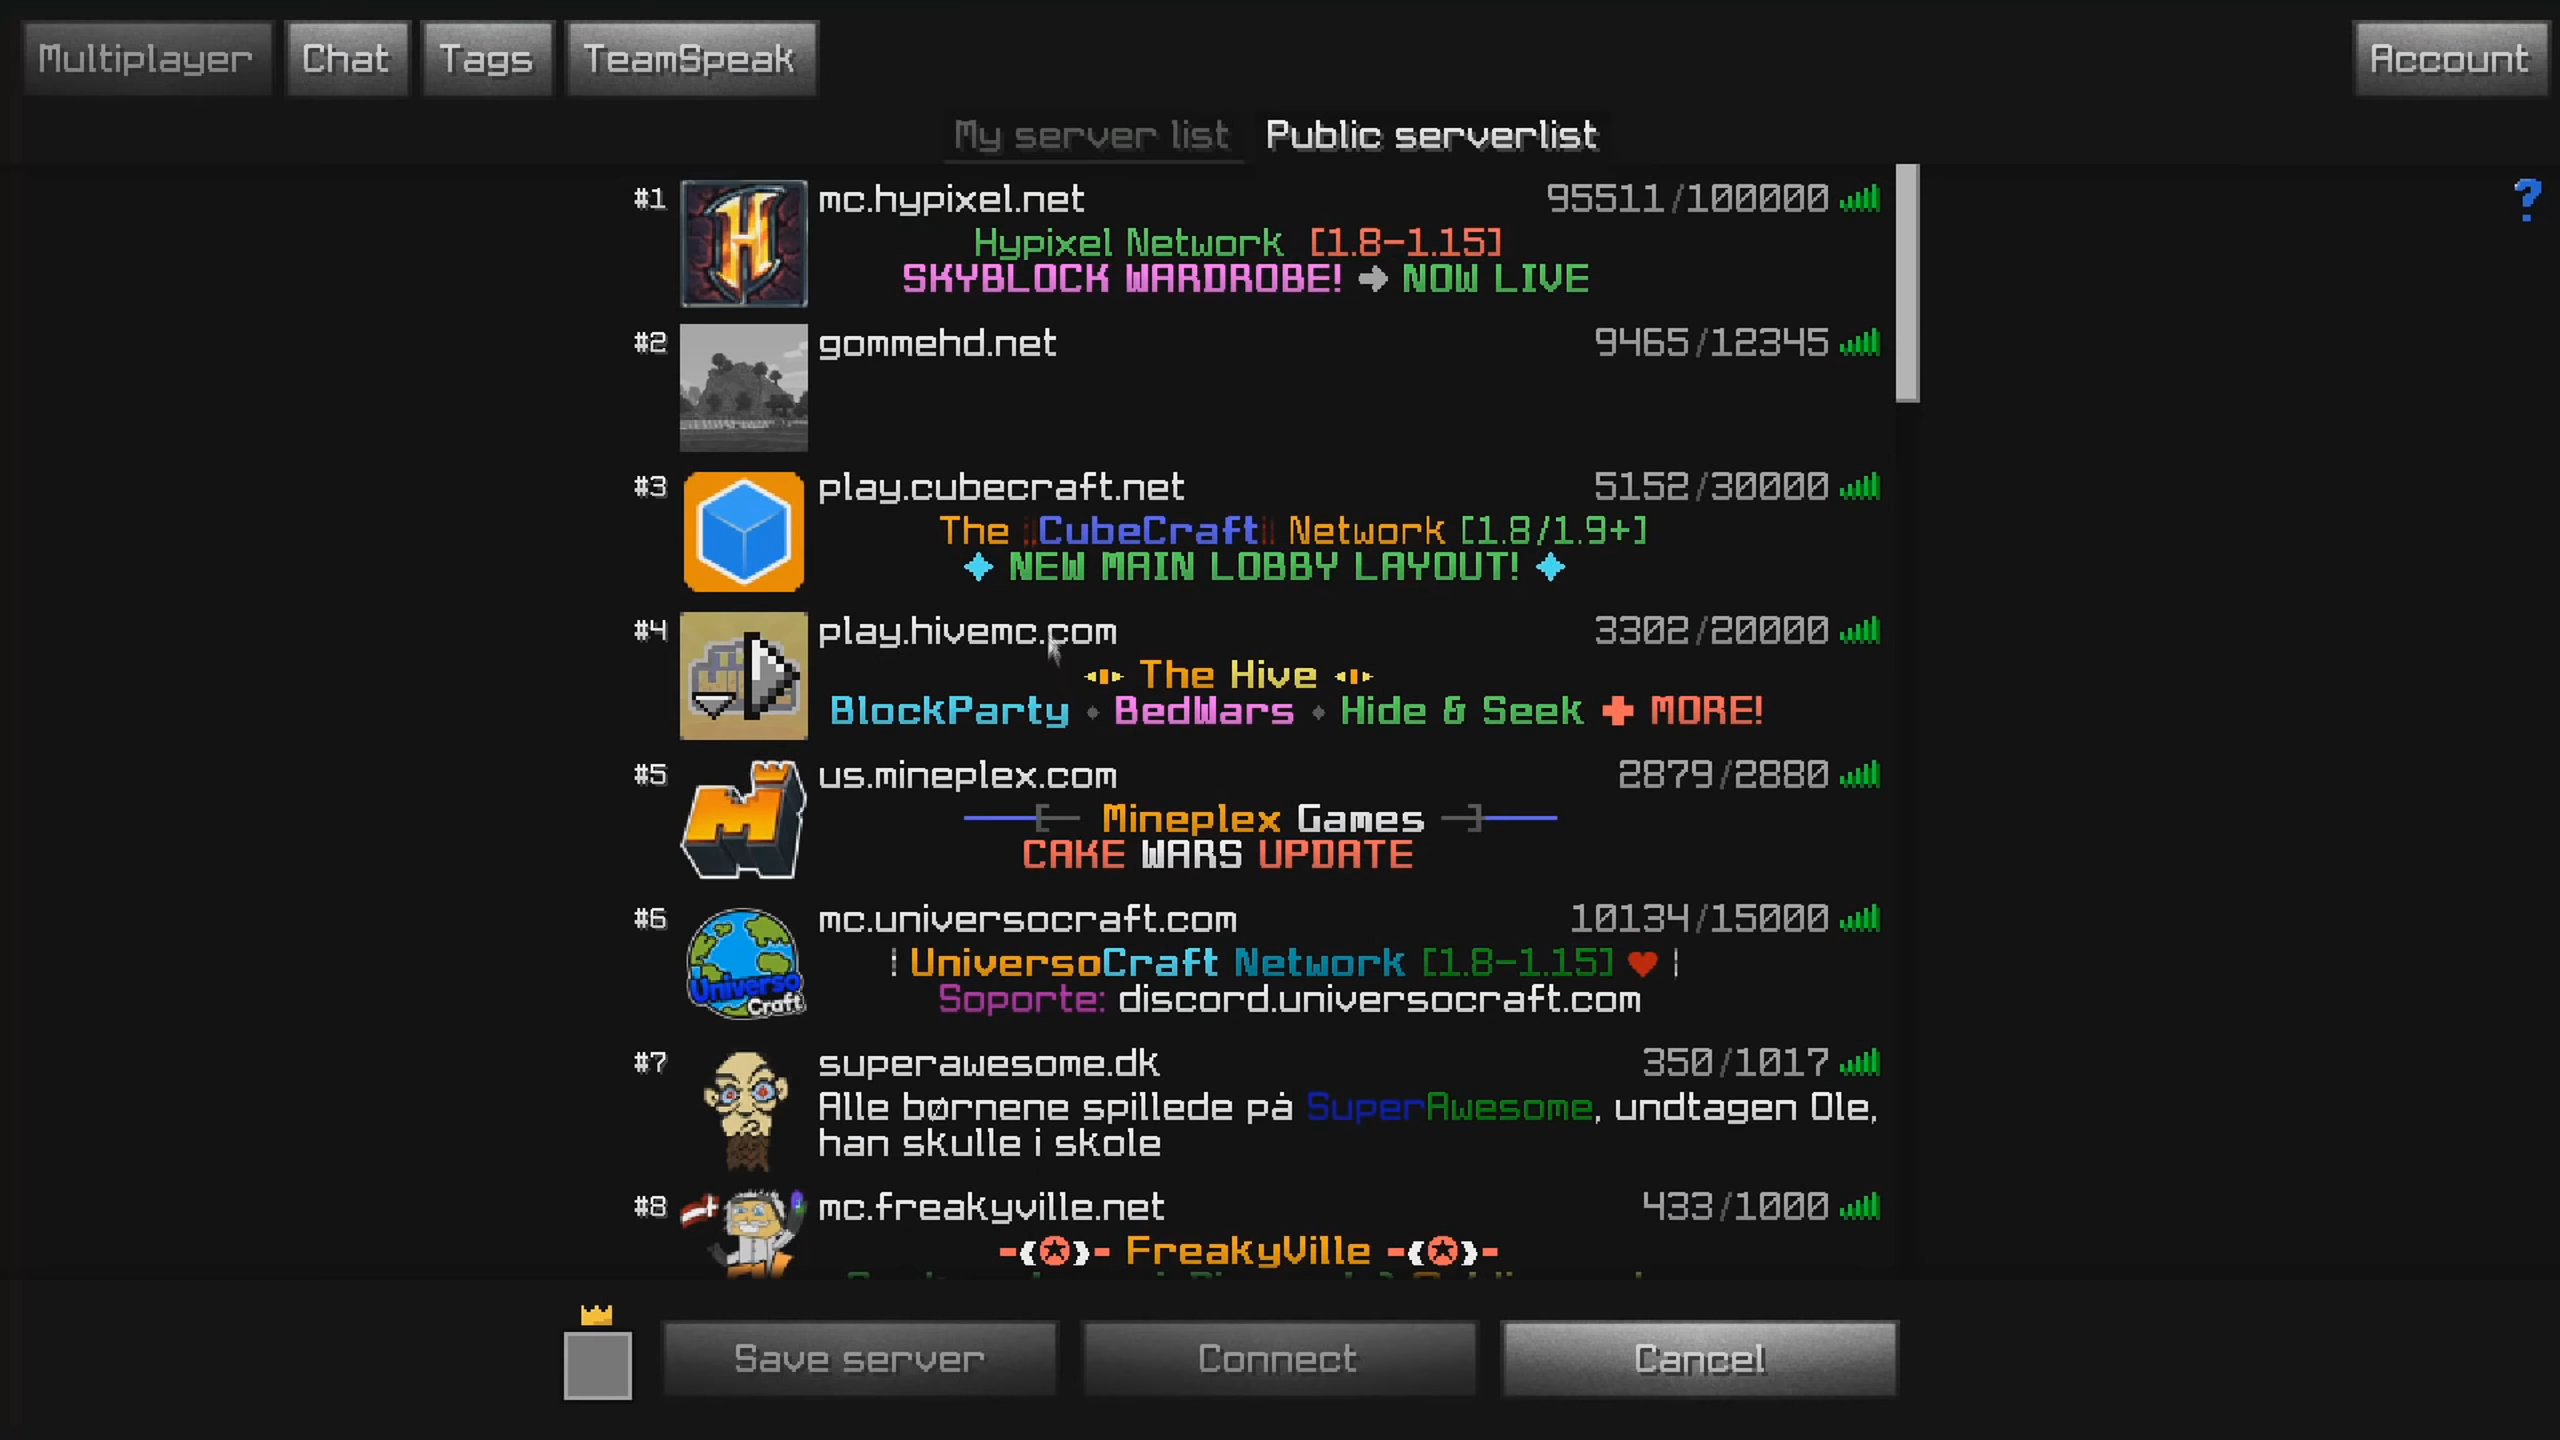 Multiplayer
Chat
Tags
TeamSpeak
Account
My server list
Public serverlist
?
#1
mc.hypixel.net
95511/100000
Hypixel Network [1.8-1.15]
SKYBLOCK WARDROBE! ➡ NOW LIVE
#2
gommehd.net
9465/12345
#3
play.cubecraft.net
5152/30000
The CubeCraft Network [1.8/1.9+]
NEW MAIN LOBBY LAYOUT!
#4
play.hivemc.com
3302/20000
The Hive
BlockParty • BedWars • Hide & Seek ✚ MORE!
#5
us.mineplex.com
2879/2880
Mineplex Games
CAKE WARS UPDATE
#6
Universo
Craft
mc.universocraft.com
10134/15000
UniversoCraft Network [1.8-1.15] ❤
Soporte: discord.universocraft.com
#7
superawesome.dk
350/1017
Alle børnene spillede på SuperAwesome, undtagen Ole,
han skulle i skole
#8
mc.freakyville.net
433/1000
-(✪)- FreakyVille -(✪)-
Save server
Connect
Cancel